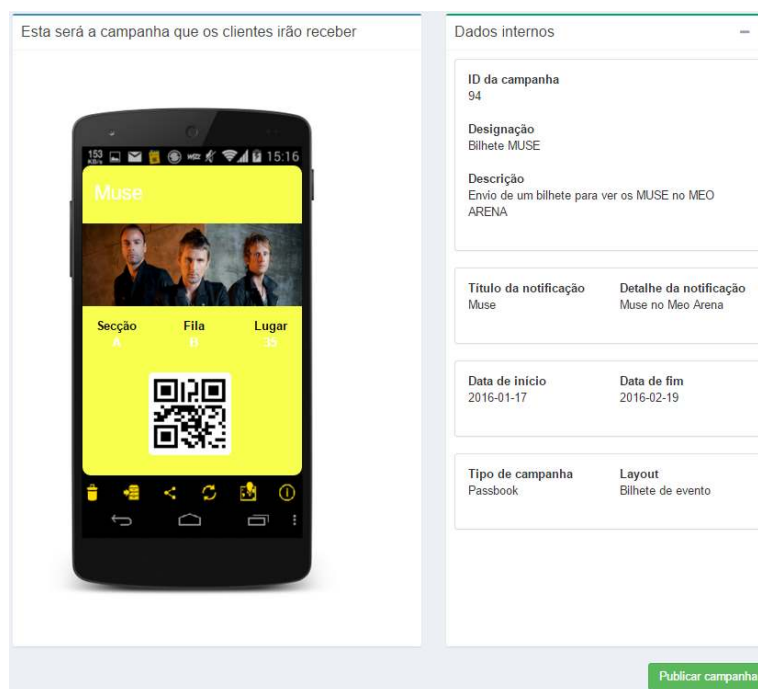 Esta será a campanha que os clientes irão receber
153
KB/s
15:16
Muse
Secção Fila Lugar
A B 35
Dados internos
ID da campanha
94
Designação
Bilhete MUSE
Descrição
Envio de um bilhete para ver os MUSE no MEO
ARENA
Título da notificação Detalhe da notificação
Muse Muse no Meo Arena
Data de início Data de fim
2016-01-17 2016-02-19
Tipo de campanha Layout
Passbook Bilhete de evento
Publicar campanha